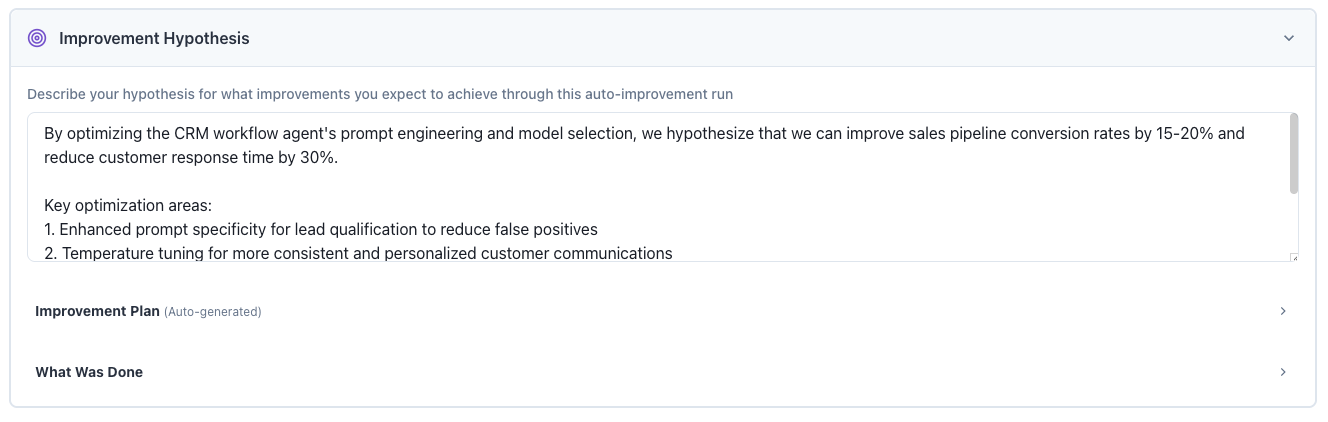 Improvement Hypothesis
Describe your hypothesis for what improvements you expect to achieve through this auto-improvement run
By optimizing the CRM workflow agent's prompt engineering and model selection, we hypothesize that we can improve sales pipeline conversion rates by 15-20% and
reduce customer response time by 30%.
Key optimization areas:
1. Enhanced prompt specificity for lead qualification to reduce false positives
2. Temperature tuning for more consistent and personalized customer communications
Improvement Plan (Auto-generated)
What Was Done